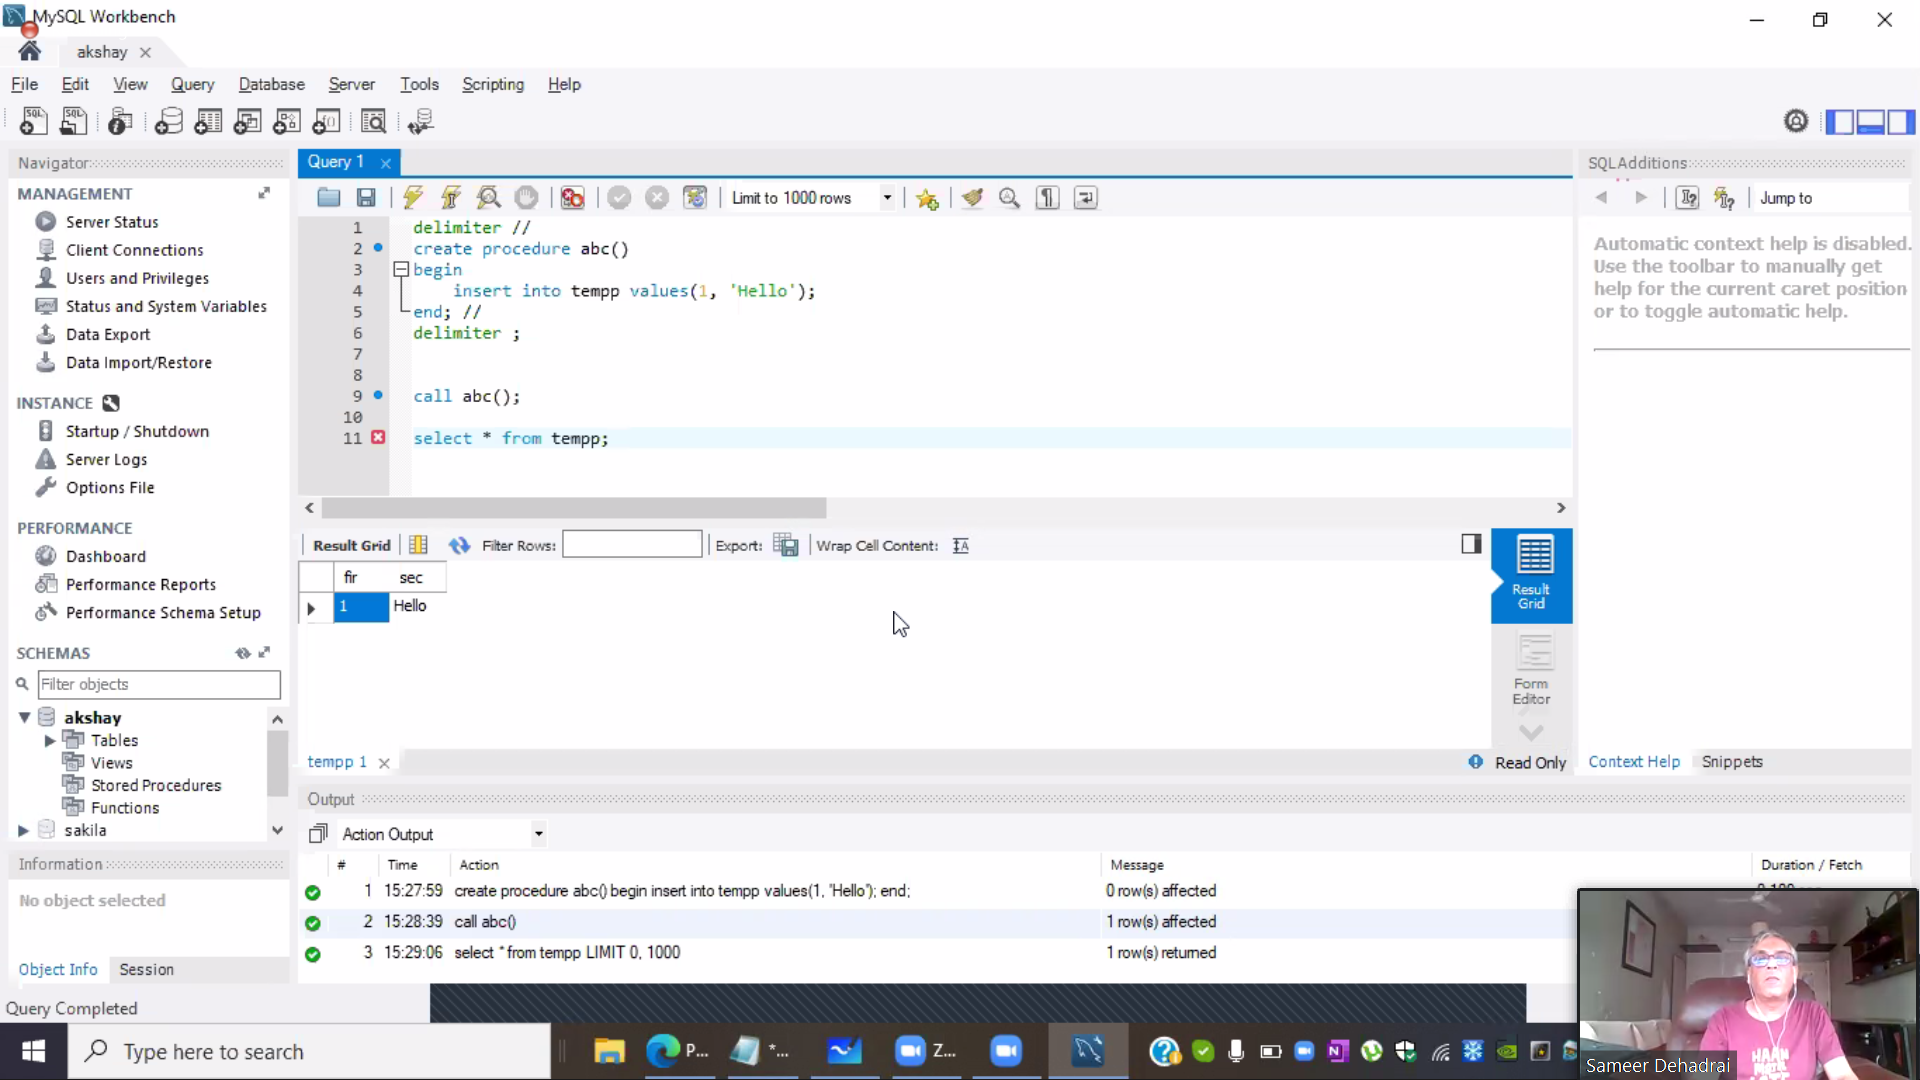 MySQL Workbench
akshay
File Edit View Query Database Server Tools Scripting Help
Navigator
MANAGEMENT
Server Status
Client Connections
Users and Privileges
Status and System Variables
Data Export
Data Import/Restore
INSTANCE
Startup / Shutdown
Server Logs
Options File
PERFORMANCE
Dashboard
Performance Reports
Performance Schema Setup
SCHEMAS
Filter objects
akshay
Tables
Views
Stored Procedures
Functions
sakila
Information
No object selected
Object Info Session
Query Completed
Query 1
Limit to 1000 rows
1 delimiter //
2 create procedure abc()
3 begin
4 insert into tempp values(1, 'Hello');
5 end; //
6 delimiter ;
7
8
9 call abc();
10
11 select * from tempp;
Result Grid Filter Rows: Export: Wrap Cell Content:
fir sec
1 Hello
Result Grid
Form Editor
tempp 1
Read Only
Output
Action Output
# Time Action Message Duration / Fetch
1 15:27:59 create procedure abc() begin insert into tempp values(1, 'Hello'); end; 0 row(s) affected
2 15:28:39 call abc() 1 row(s) affected
3 15:29:06 select * from tempp LIMIT 0, 1000 1 row(s) returned
SQLAdditions
Jump to
Automatic context help is disabled.
Use the toolbar to manually get
help for the current caret position
or to toggle automatic help.
Context Help Snippets
Type here to search
P...
*...
Z...
HAAN
Sameer Dehadrai